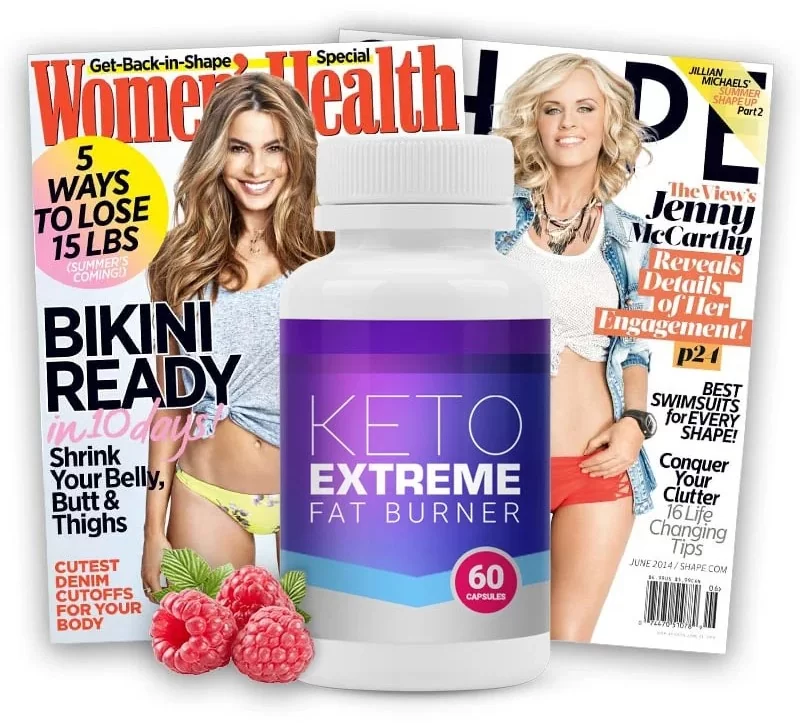 Get-Back-in-Shape Special
Women's Health
5
WAYS
TO LOSE
15 LBS
(SUMMER'S
COMING!)
BIKINI
READY
in 10 days!
Shrink
Your Belly,
Butt &
Thighs
CUTEST
DENIM
CUTOFFS
FOR YOUR
BODY
KETO
EXTREME
FAT BURNER
60
CAPSULES
HPE
JILLIAN
MICHAELS'
SUMMER
SHAPE UP
Part 2
The View's
Jenny
McCarthy
Reveals
Details
of Her
Engagement!
p24
BEST
SWIMSUITS
for EVERY
SHAPE!
Conquer
Your
Clutter
16 Life
Changing
Tips
JUNE 2014 / SHAPE.COM